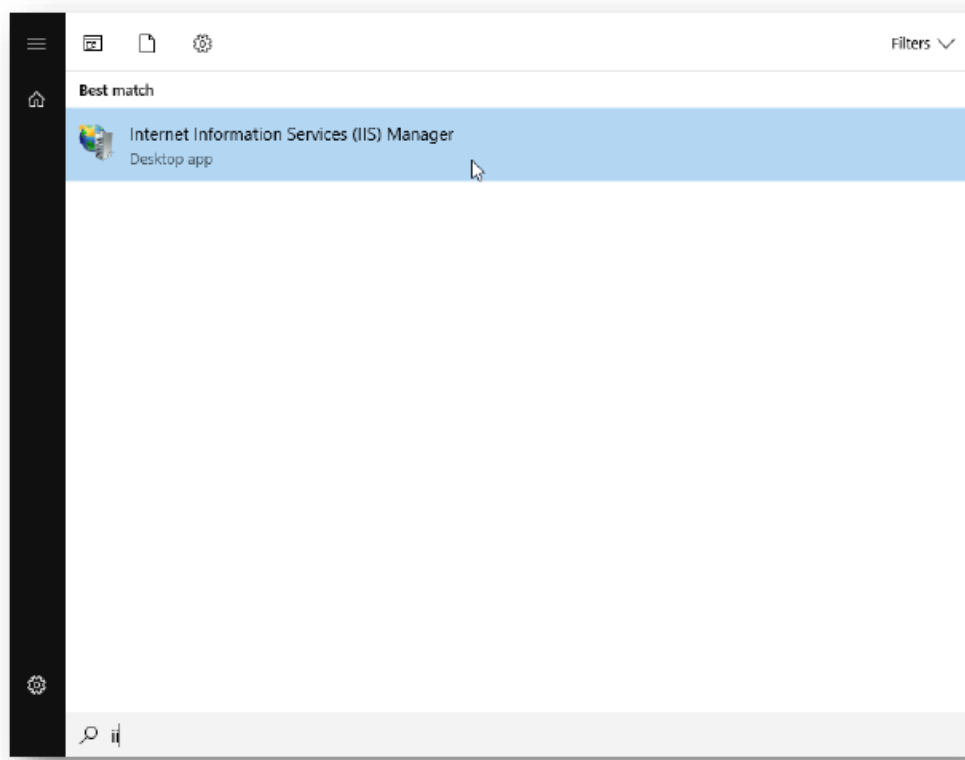 Filters
Best match
Internet Information Services (IIS) Manager
Desktop app
ii